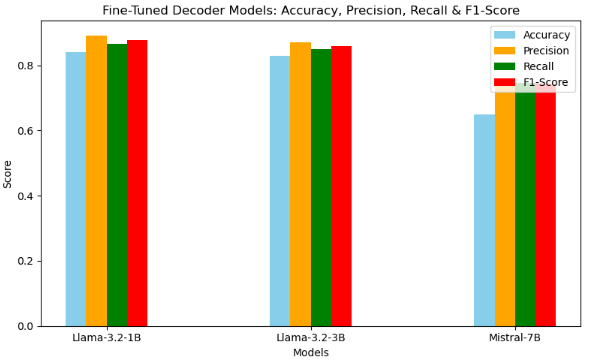 Fine-Tuned Decoder Models: Accuracy, Precision, Recall & F1-Score
Accuracy
Precision
Recall
F1-Score
Score
0.8
0.6
0.4
0.2
0.0
Llama-3.2-1B
Llama-3.2-3B
Mistral-7B
Models